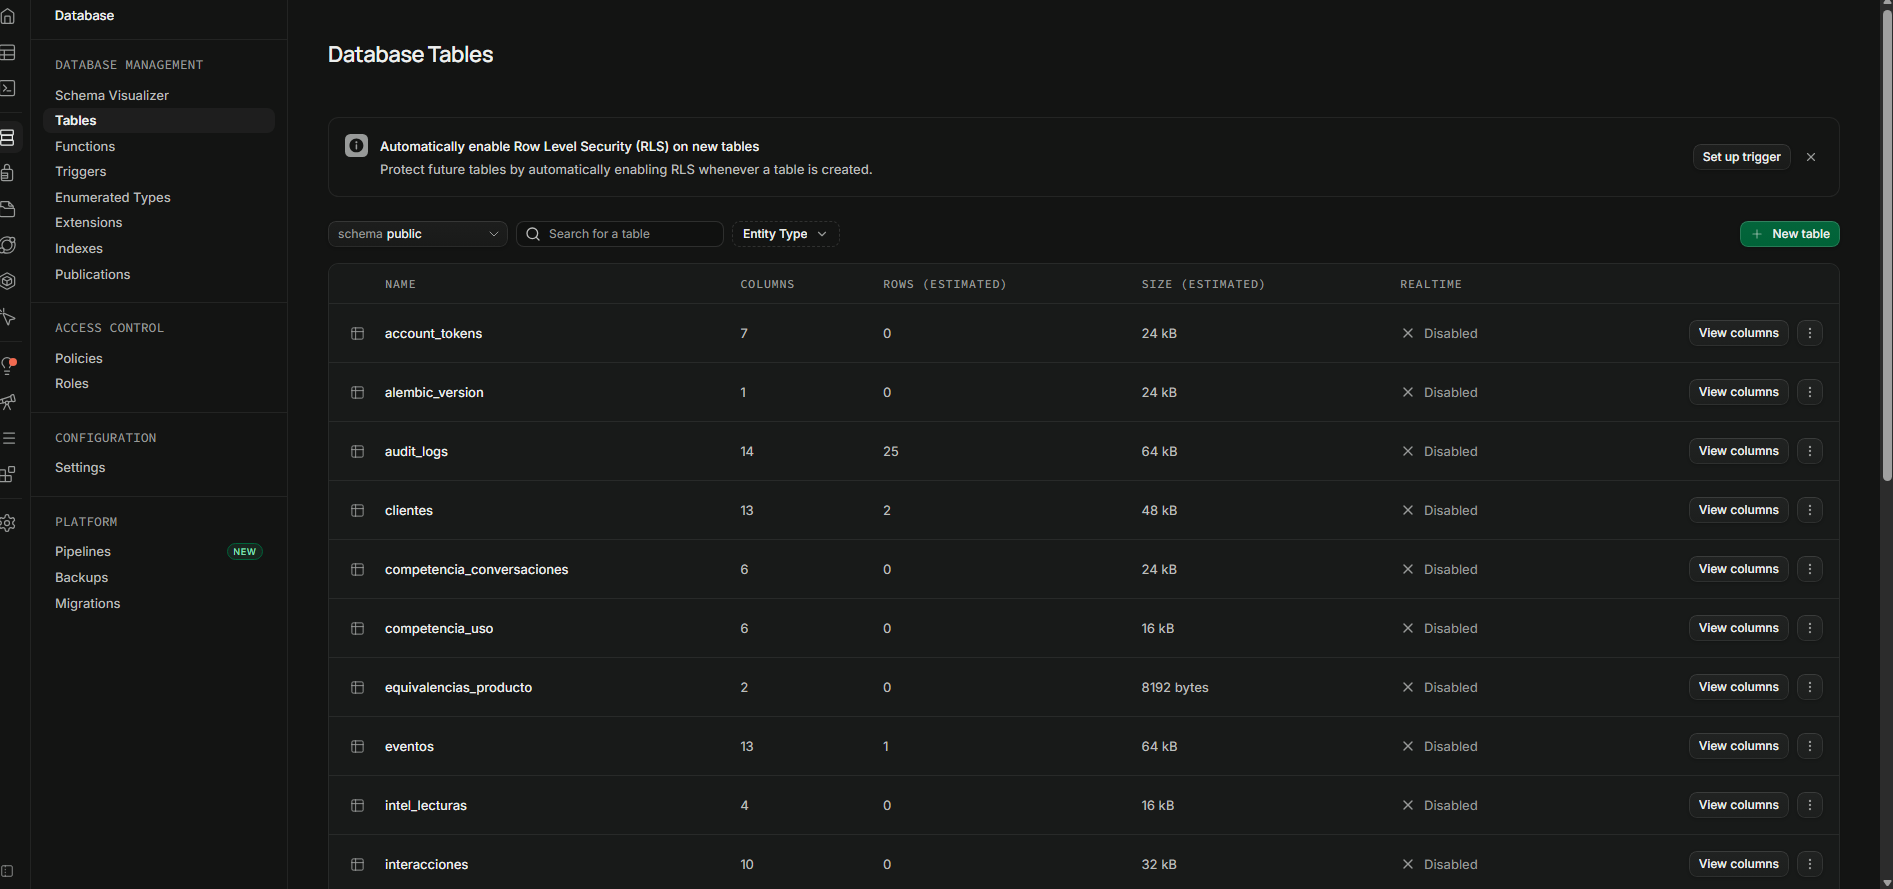 Database
DATABASE MANAGEMENT
Schema Visualizer
Tables
Functions
Triggers
Enumerated Types
Extensions
Indexes
Publications
ACCESS CONTROL
Policies
Roles
CONFIGURATION
Settings
PLATFORM
Pipelines NEW
Backups
Migrations
Database Tables
Automatically enable Row Level Security (RLS) on new tables
Protect future tables by automatically enabling RLS whenever a table is created.
Set up trigger
schema public Search for a table Entity Type New table
NAME COLUMNS ROWS (ESTIMATED) SIZE (ESTIMATED) REALTIME
account_tokens 7 0 24 kB Disabled View columns
alembic_version 1 0 24 kB Disabled View columns
audit_logs 14 25 64 kB Disabled View columns
clientes 13 2 48 kB Disabled View columns
competencia_conversaciones 6 0 24 kB Disabled View columns
competencia_uso 6 0 16 kB Disabled View columns
equivalencias_producto 2 0 8192 bytes Disabled View columns
eventos 13 1 64 kB Disabled View columns
intel_lecturas 4 0 16 kB Disabled View columns
interacciones 10 0 32 kB Disabled View columns